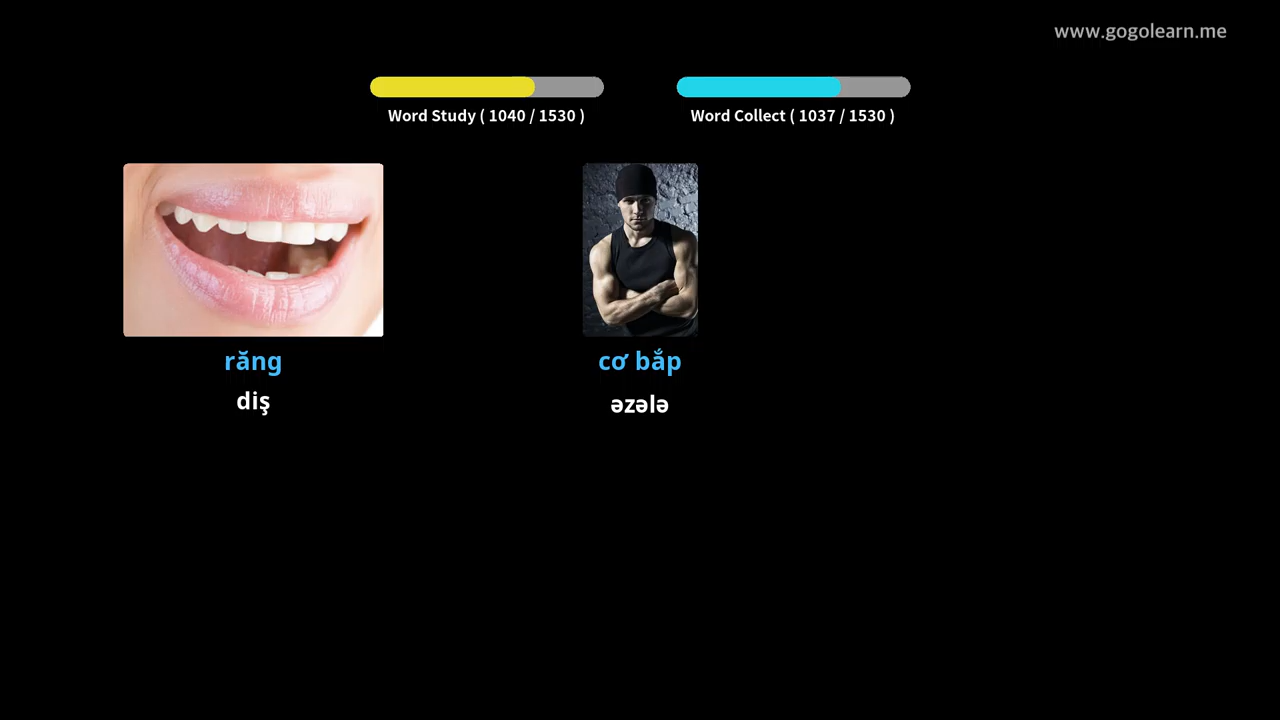 www.gogolearn.me
Word Study ( 1040 / 1530 )
Word Collect ( 1037 / 1530 )
răng
diş
cơ bắp
əzələ